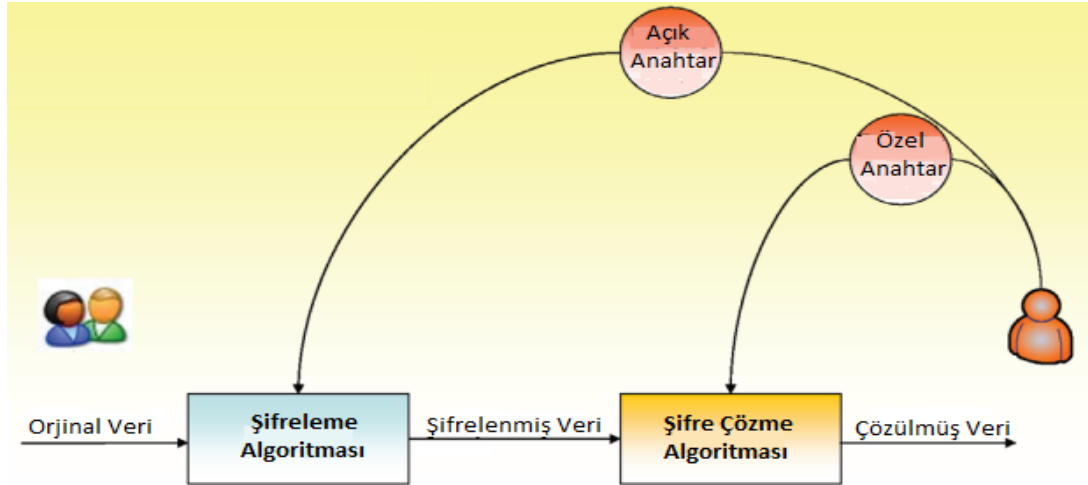 Açık
Anahtar
Özel
Anahtar
Orjinal Veri
Şifreleme
Algoritması
Şifrelenmiş Veri
Şifre Çözme
Algoritması
Çözülmüş Veri